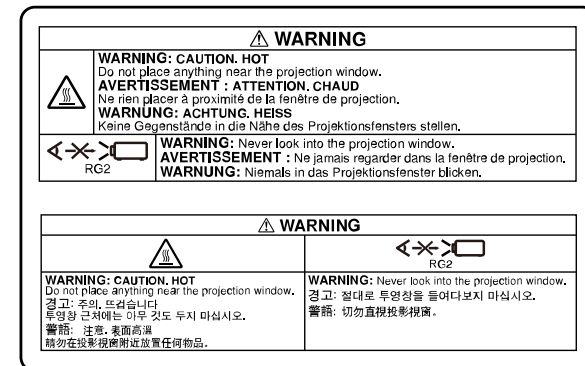 ⚠ WARNING
WARNING: CAUTION. HOT
Do not place anything near the projection window.
AVERTISSEMENT : ATTENTION. CHAUD
Ne rien placer à proximité de la fenêtre de projection.
WARNUNG: ACHTUNG. HEISS
Keine Gegenstände in die Nähe des Projektionsfensters stellen.
RG2
WARNING: Never look into the projection window.
AVERTISSEMENT : Ne jamais regarder dans la fenêtre de projection.
WARNUNG: Niemals in das Projektionsfenster blicken.
⚠ WARNING
RG2
WARNING: CAUTION. HOT
Do not place anything near the projection window.
경고: 주의. 뜨겁습니다
투영창 근처에는 아무 것도 두지 마십시오.
警語: 注意. 表面高溫
請勿在投影視窗附近放置任何物品。
WARNING: Never look into the projection window.
경고: 절대로 투영창을 들여다보지 마십시오.
警語: 切勿直視投影視窗。